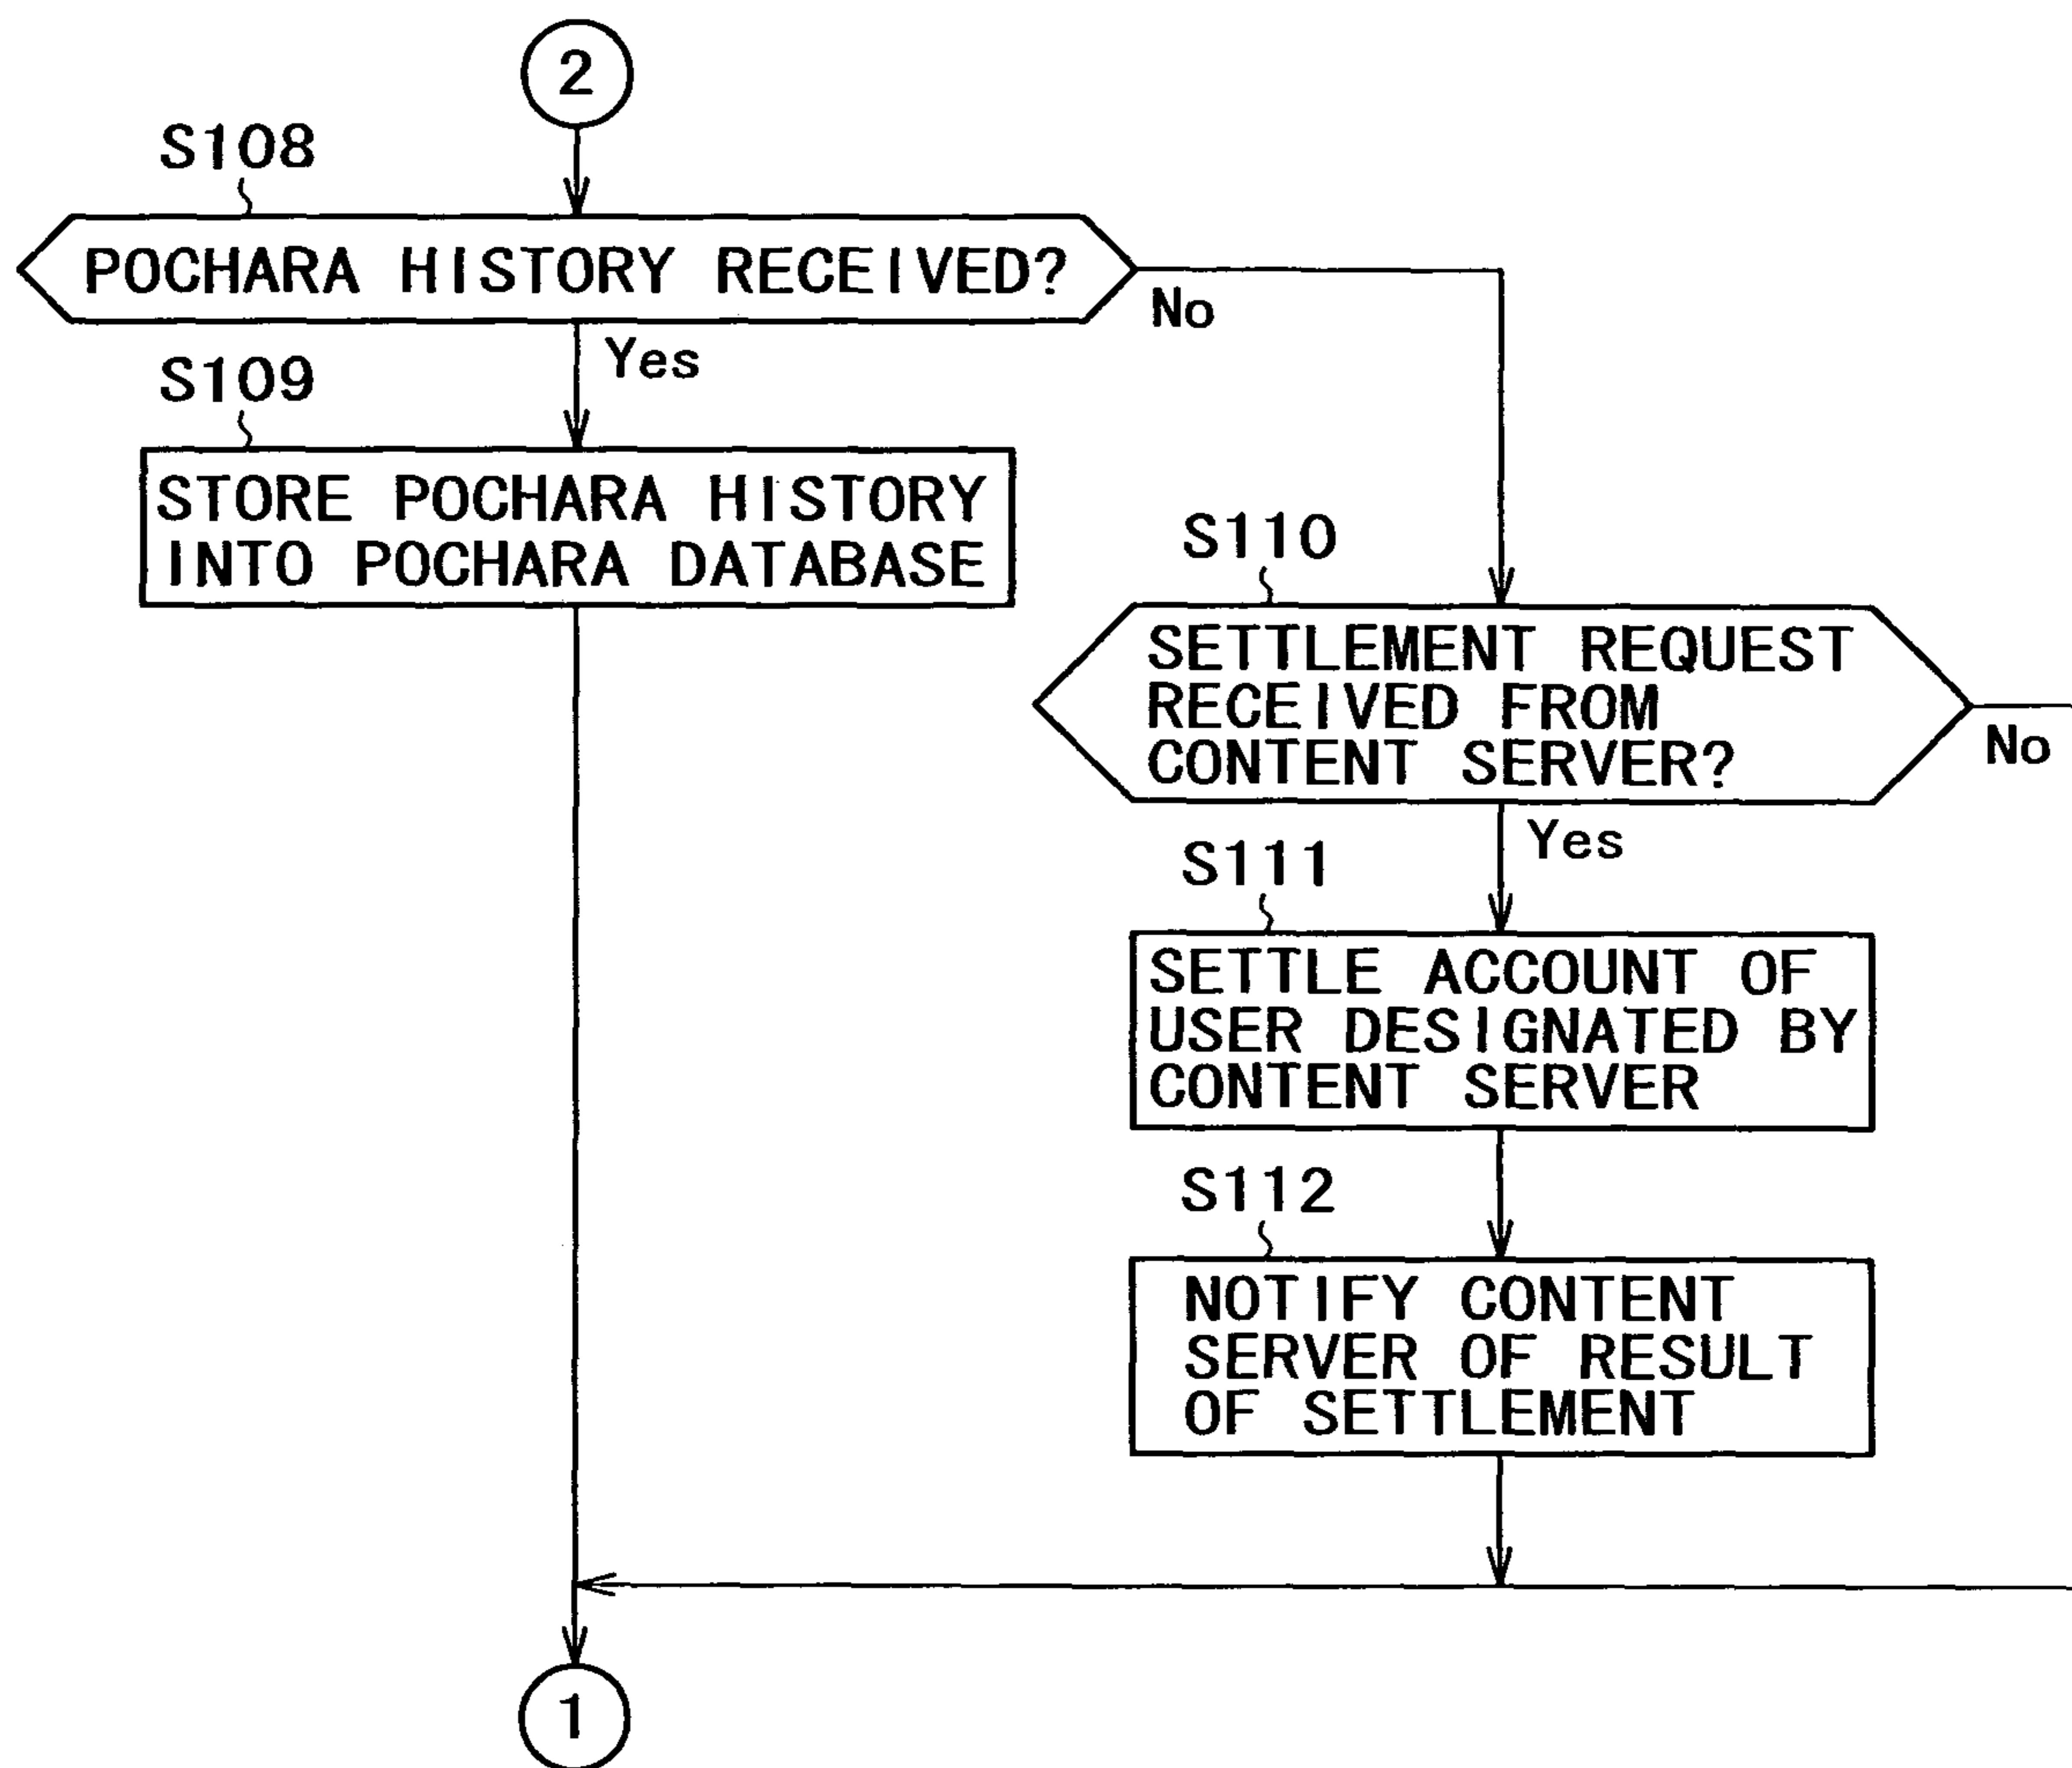 2
S108
POCHARA HISTORY RECEIVED?
No
Yes
S109
STORE POCHARA HISTORY
INTO POCHARA DATABASE
S110
SETTLEMENT REQUEST
RECEIVED FROM
CONTENT SERVER?
No
Yes
S111
SETTLE ACCOUNT OF
USER DESIGNATED BY
CONTENT SERVER
S112
NOTIFY CONTENT
SERVER OF RESULT
OF SETTLEMENT
1